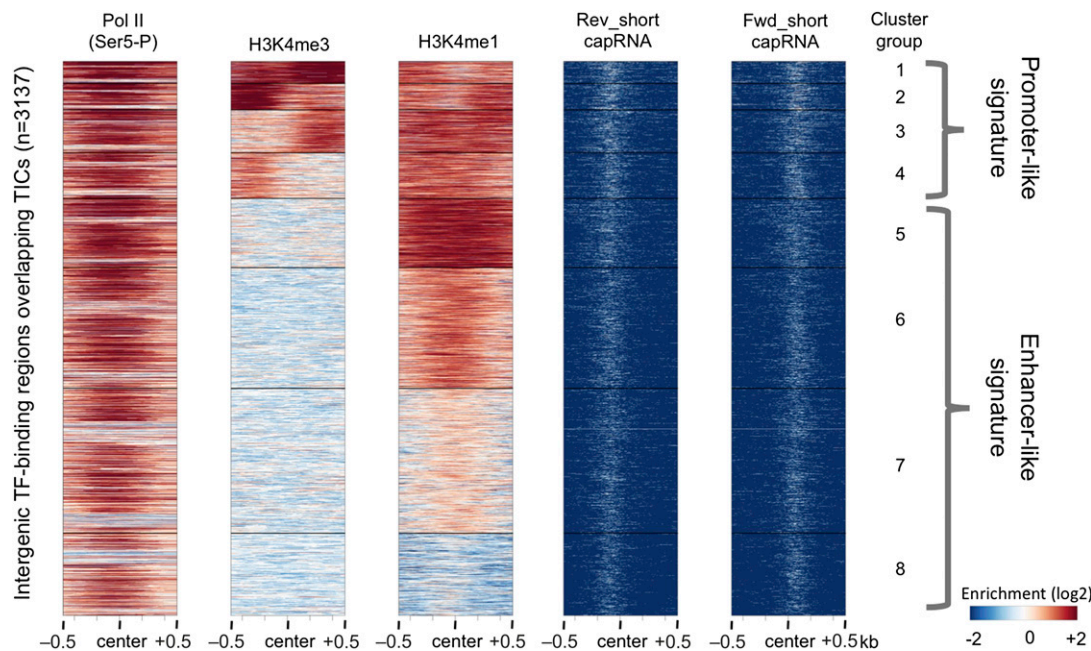 Pol II
(Ser5-P)
H3K4me3
H3K4me1
Rev_short
capRNA
Fwd_short
capRNA
Cluster
group
Intergenic TF-binding regions overlapping TICs (n=3137)
1
2
3
4
5
6
7
8
Promoter-like
signature
Enhancer-like
signature
Enrichment (log2)
-2 0 +2
–0.5 center +0.5
–0.5 center +0.5
–0.5 center +0.5
–0.5 center +0.5
–0.5 center +0.5 kb